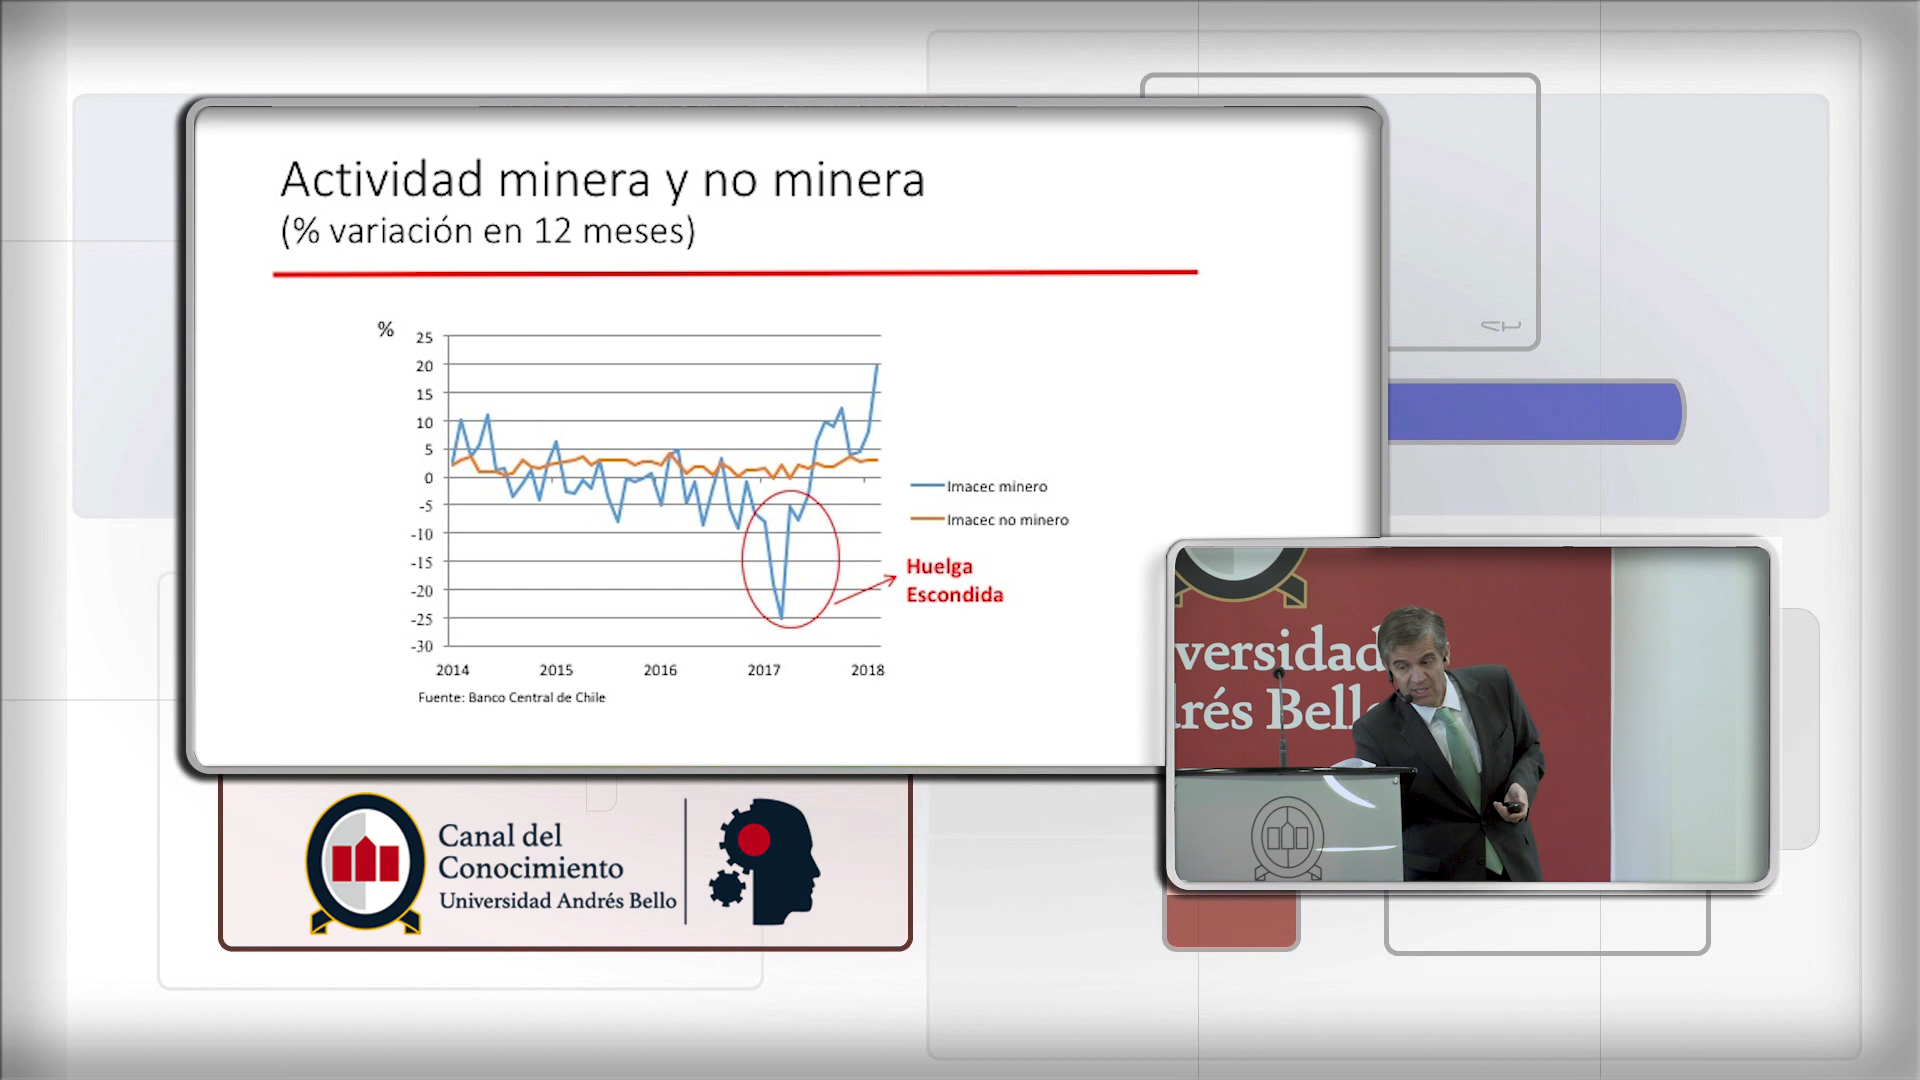 Actividad minera y no minera
(% variación en 12 meses)
%
25
20
15
10
5
0
-5
-10
-15
-20
-25
-30
2014 2015 2016 2017 2018
Imacec minero
Imacec no minero
Huelga
Escondida
Fuente: Banco Central de Chile
versidad
rés Bell
Canal del
Conocimiento
Universidad Andrés Bello